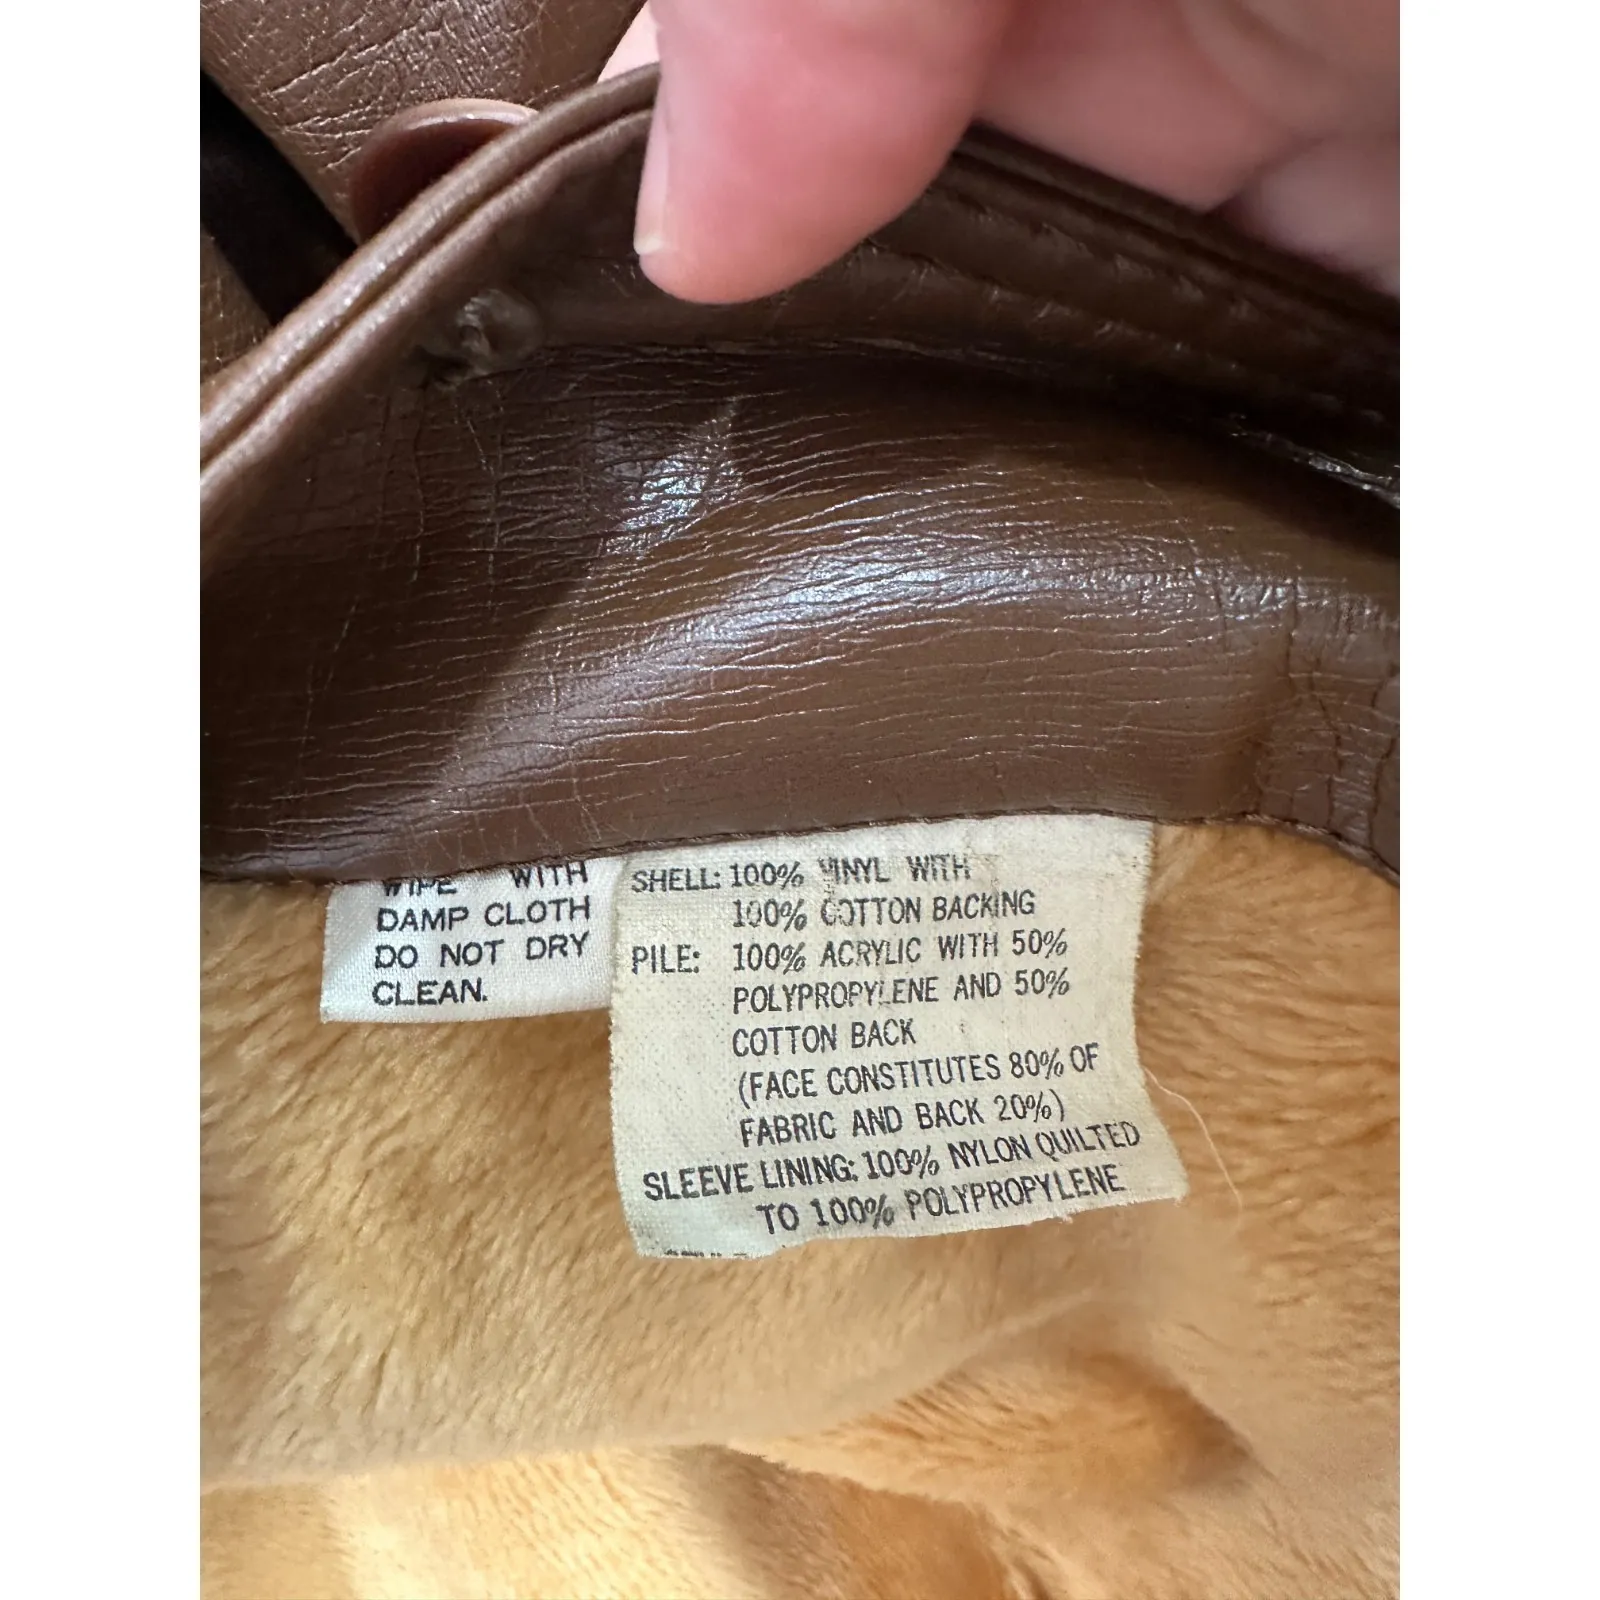 WIPE WITH
DAMP CLOTH
DO NOT DRY
CLEAN.
SHELL: 100% VINYL WITH
100% COTTON BACKING
PILE: 100% ACRYLIC WITH 50%
POLYPROPYLENE AND 50%
COTTON BACK
(FACE CONSTITUTES 80% OF
FABRIC AND BACK 20%)
SLEEVE LINING: 100% NYLON QUILTED
TO 100% POLYPROPYLENE